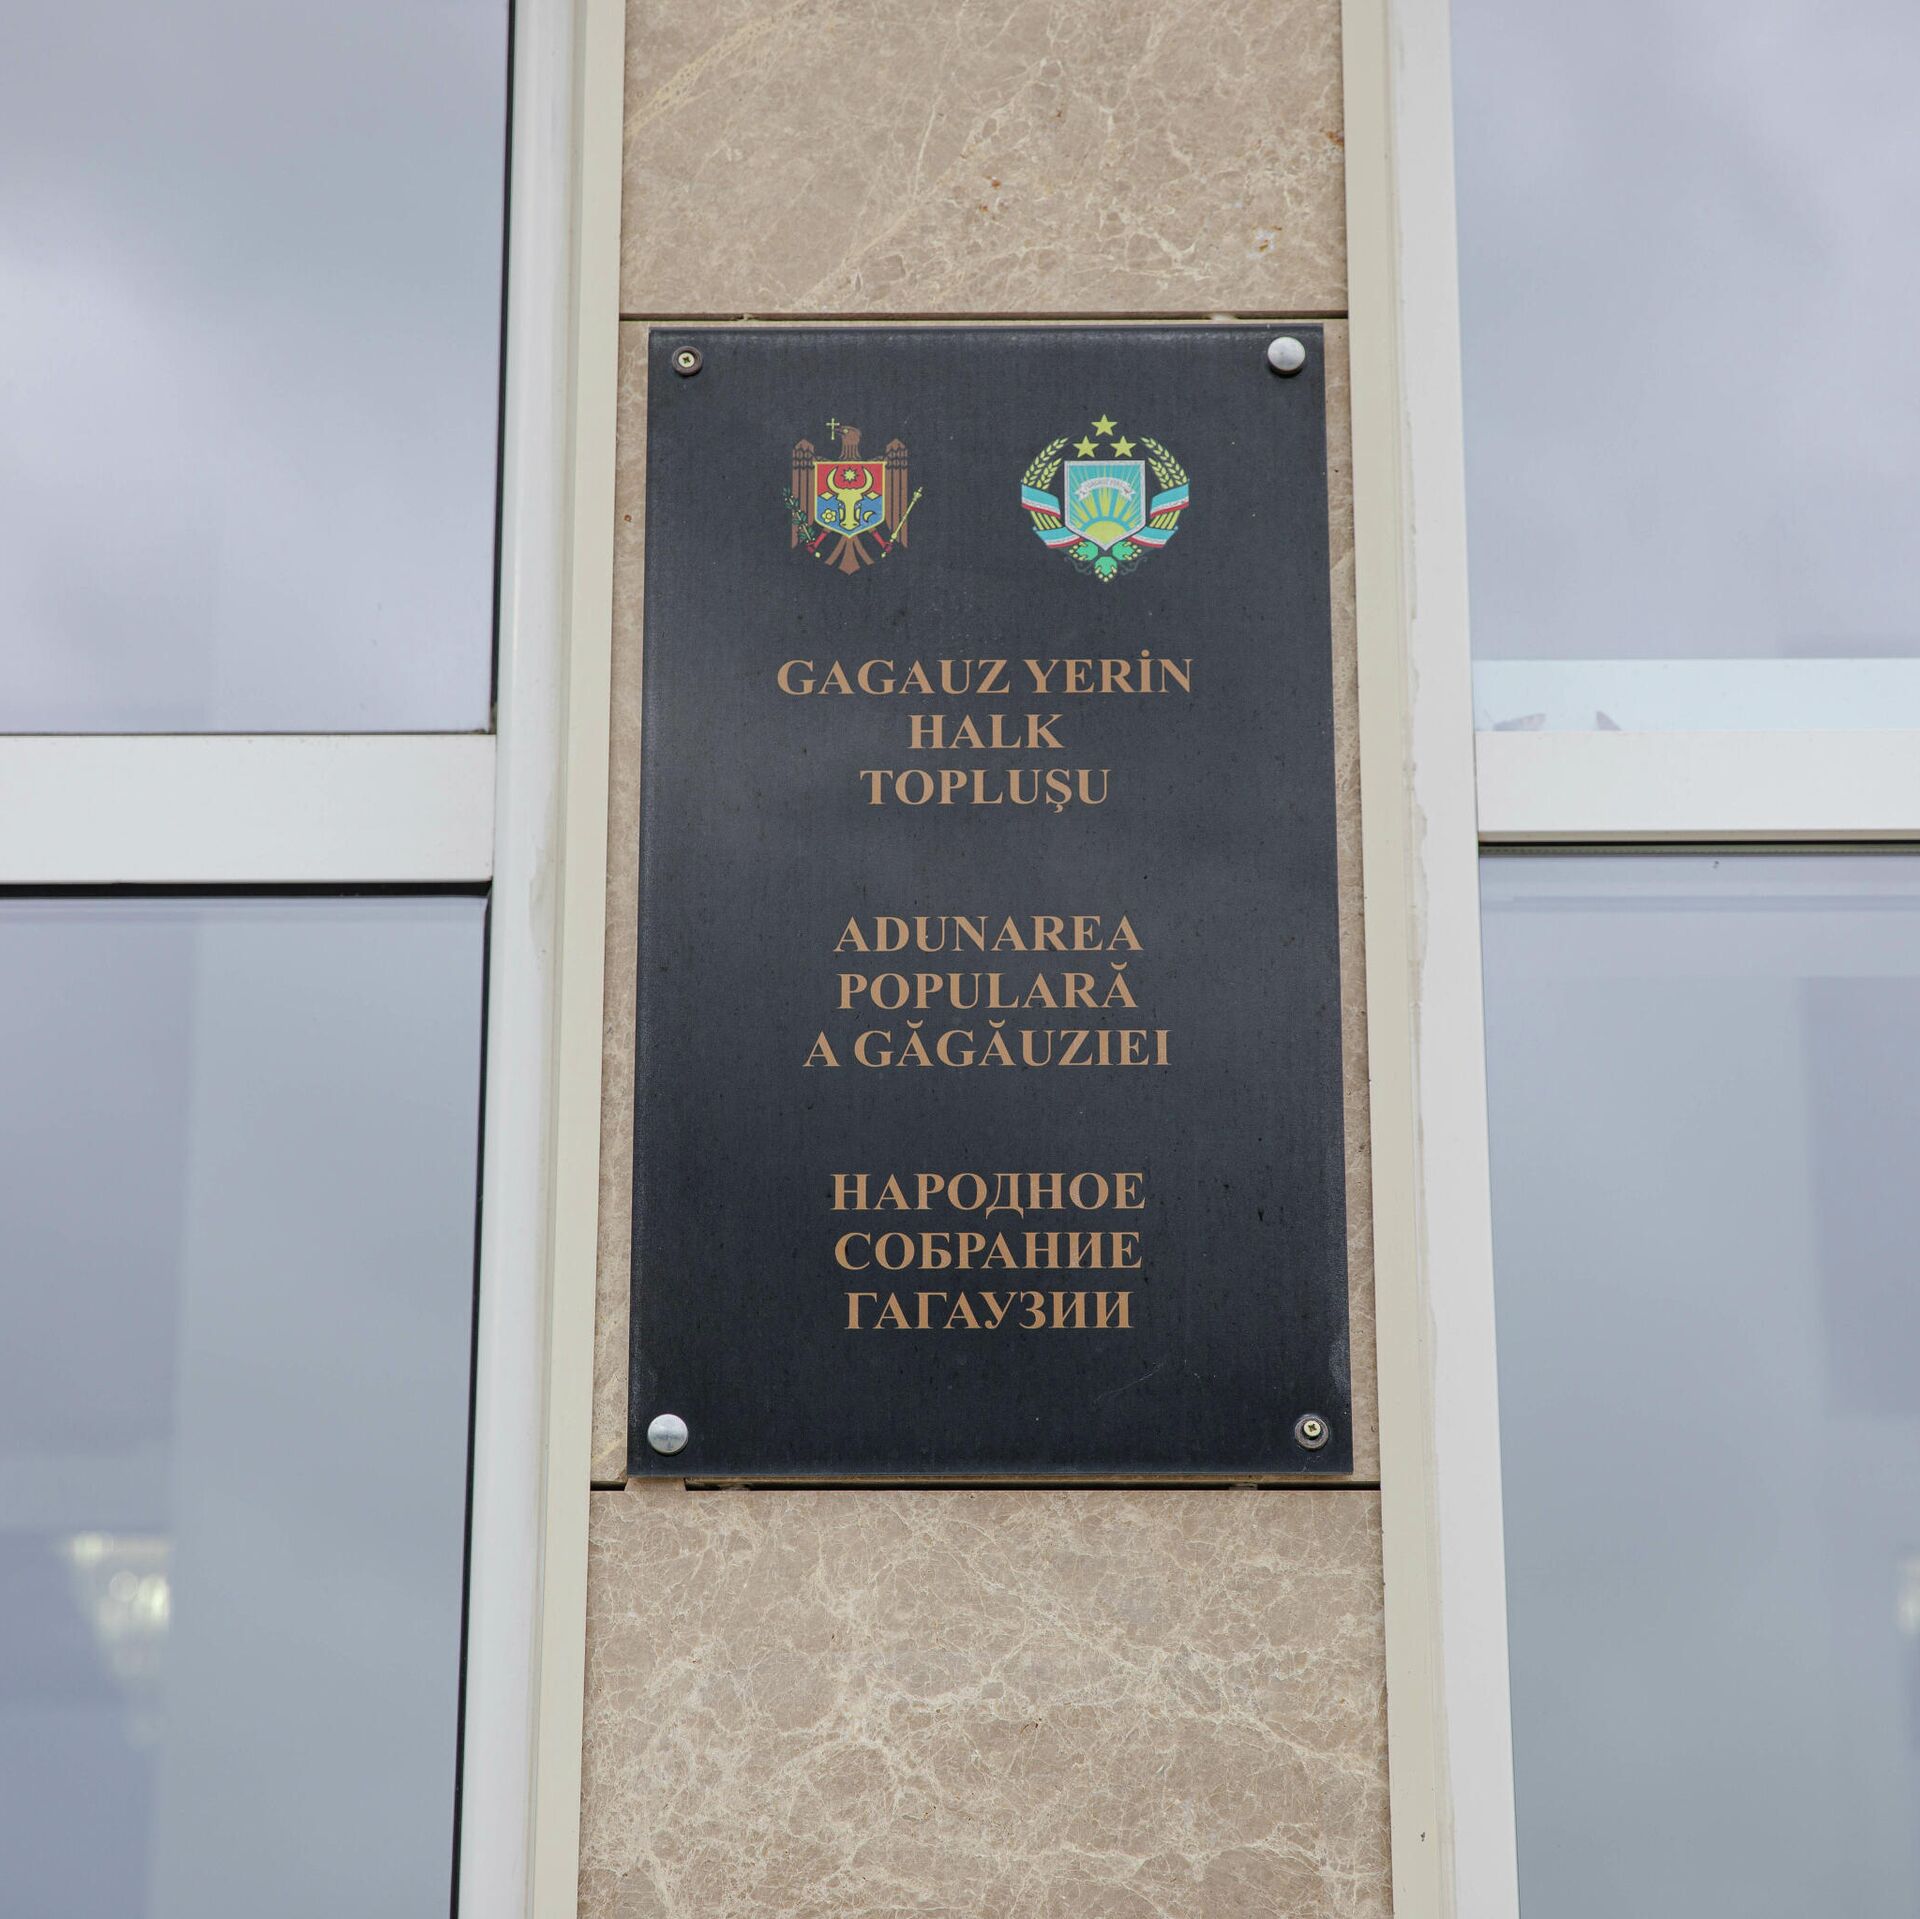 GAGAUZ YERİN
HALK
TOPLUŞU
ADUNAREA
POPULARĂ
A GĂGĂUZIEI
НАРОДНОЕ
СОБРАНИЕ
ГАГАУЗИИ